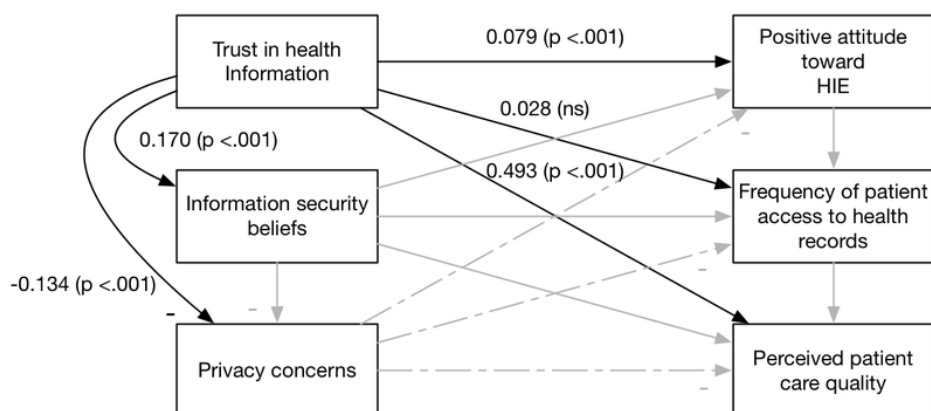 Trust in health
Information
0.079 (p <.001)
Positive attitude
toward
HIE
0.028 (ns)
-
0.170 (p <.001)
0.493 (p <.001)
Information security
beliefs
Frequency of patient
access to health
records
-0.134 (p <.001)
-
-
-
Privacy concerns
Perceived patient
care quality
-